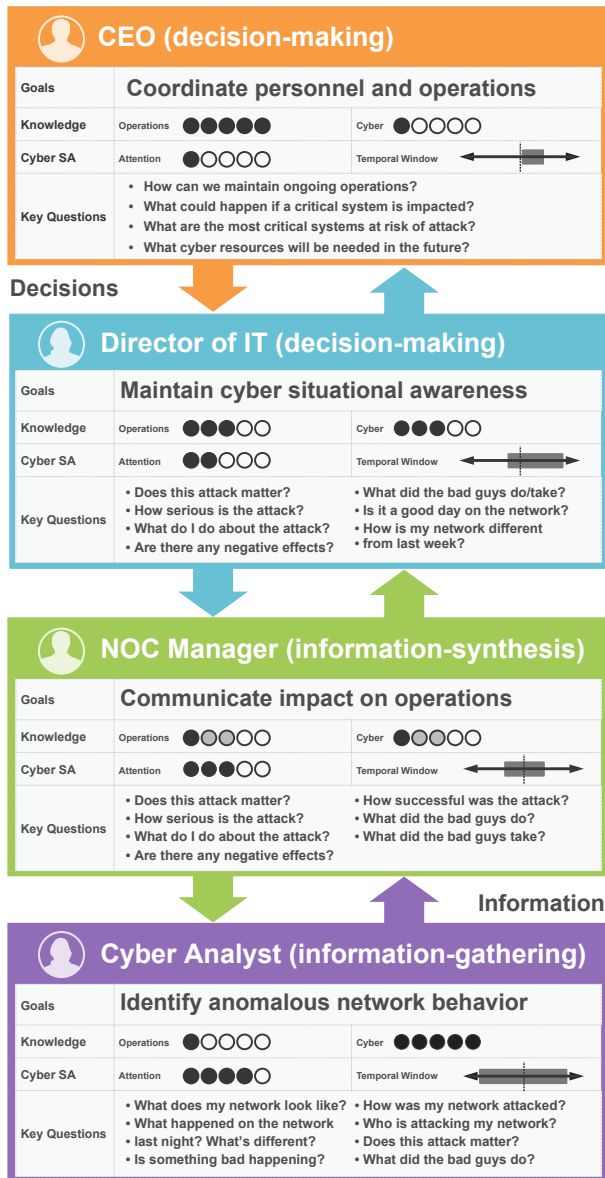 CEO (decision-making)
Goals
Coordinate personnel and operations
Knowledge
Operations
Cyber
Cyber SA
Attention
Temporal Window
Key Questions
• How can we maintain ongoing operations?
• What could happen if a critical system is impacted?
• What are the most critical systems at risk of attack?
• What cyber resources will be needed in the future?
Decisions
Director of IT (decision-making)
Goals
Maintain cyber situational awareness
Knowledge
Operations
Cyber
Cyber SA
Attention
Temporal Window
Key Questions
• Does this attack matter?
• How serious is the attack?
• What do I do about the attack?
• Are there any negative effects?
• What did the bad guys do/take?
• Is it a good day on the network?
• How is my network different
• from last week?
NOC Manager (information-synthesis)
Goals
Communicate impact on operations
Knowledge
Operations
Cyber
Cyber SA
Attention
Temporal Window
Key Questions
• Does this attack matter?
• How serious is the attack?
• What do I do about the attack?
• Are there any negative effects?
• How successful was the attack?
• What did the bad guys do?
• What did the bad guys take?
Information
Cyber Analyst (information-gathering)
Goals
Identify anomalous network behavior
Knowledge
Operations
Cyber
Cyber SA
Attention
Temporal Window
Key Questions
• What does my network look like?
• What happened on the network
• last night? What's different?
• Is something bad happening?
• How was my network attacked?
• Who is attacking my network?
• Does this attack matter?
• What did the bad guys do?